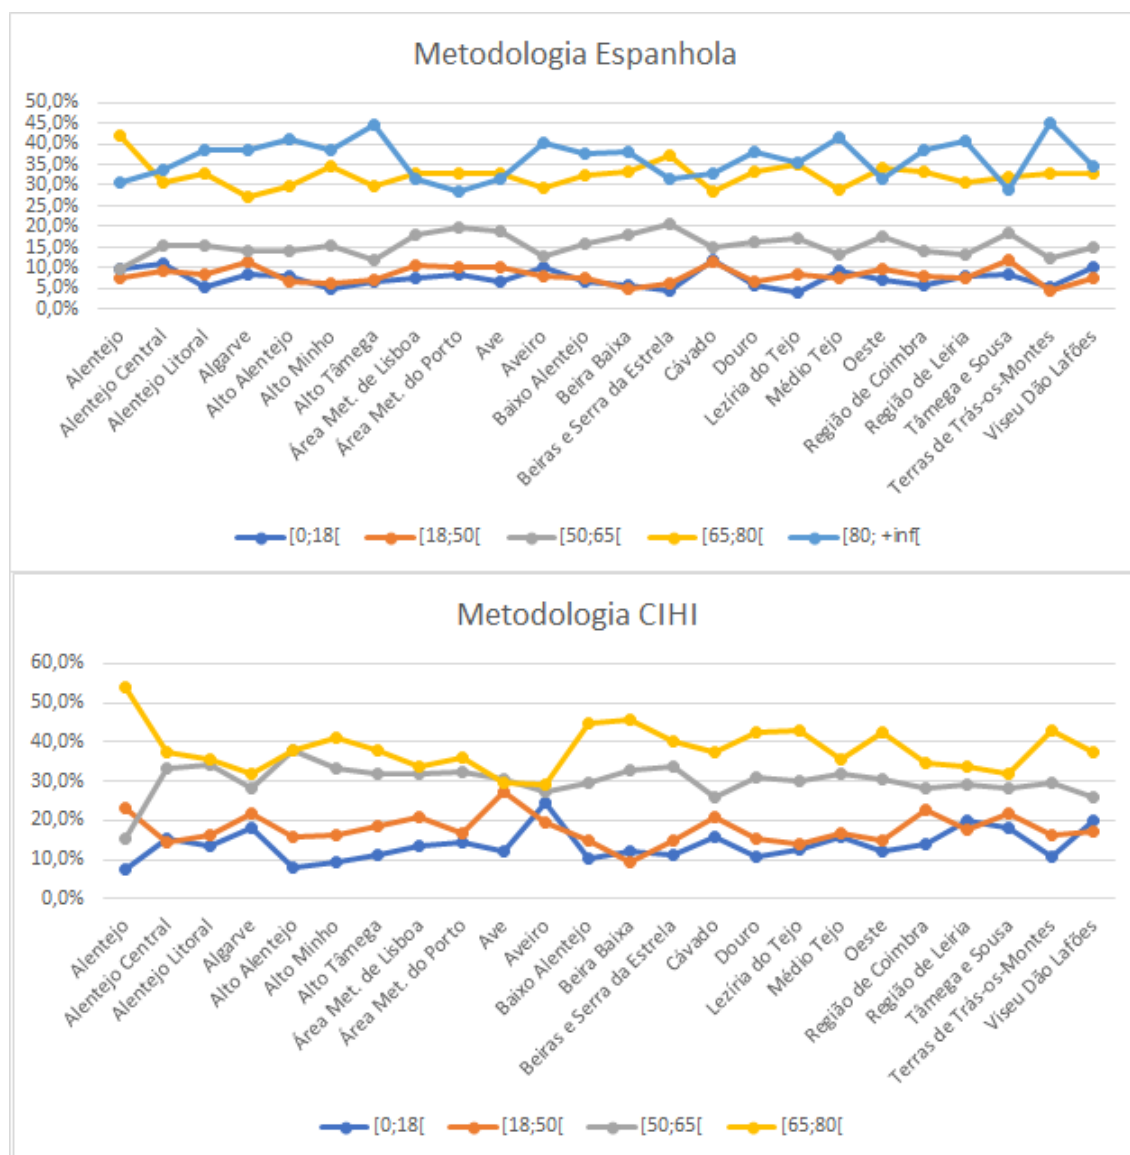 Metodologia Espanhola
50,0%
45,0%
40,0%
35,0%
30,0%
25,0%
20,0%
15,0%
10,0%
5,0%
0,0%
Alentejo
Alentejo Central
Alentejo Litoral
Algarve
Alto Alentejo
Alto Minho
Alto Tâmega
Área Met. de Lisboa
Área Met. do Porto
Ave
Aveiro
Baixo Alentejo
Beira Baixa
Beiras e Serra da Estrela
Cávado
Douro
Lezíria do Tejo
Médio Tejo
Oeste
Região de Coimbra
Região de Leiria
Tâmega e Sousa
Terras de Trás-os-Montes
Viseu Dão Lafões
[0;18[ [18;50[ [50;65[ [65;80[ [80; +inf[
Metodologia CIHI
60,0%
50,0%
40,0%
30,0%
20,0%
10,0%
0,0%
Alentejo
Alentejo Central
Alentejo Litoral
Algarve
Alto Alentejo
Alto Minho
Alto Tâmega
Área Met. de Lisboa
Área Met. do Porto
Ave
Aveiro
Baixo Alentejo
Beira Baixa
Beiras e Serra da Estrela
Cávado
Douro
Lezíria do Tejo
Médio Tejo
Oeste
Região de Coimbra
Região de Leiria
Tâmega e Sousa
Terras de Trás-os-Montes
Viseu Dão Lafões
[0;18[ [18;50[ [50;65[ [65;80[